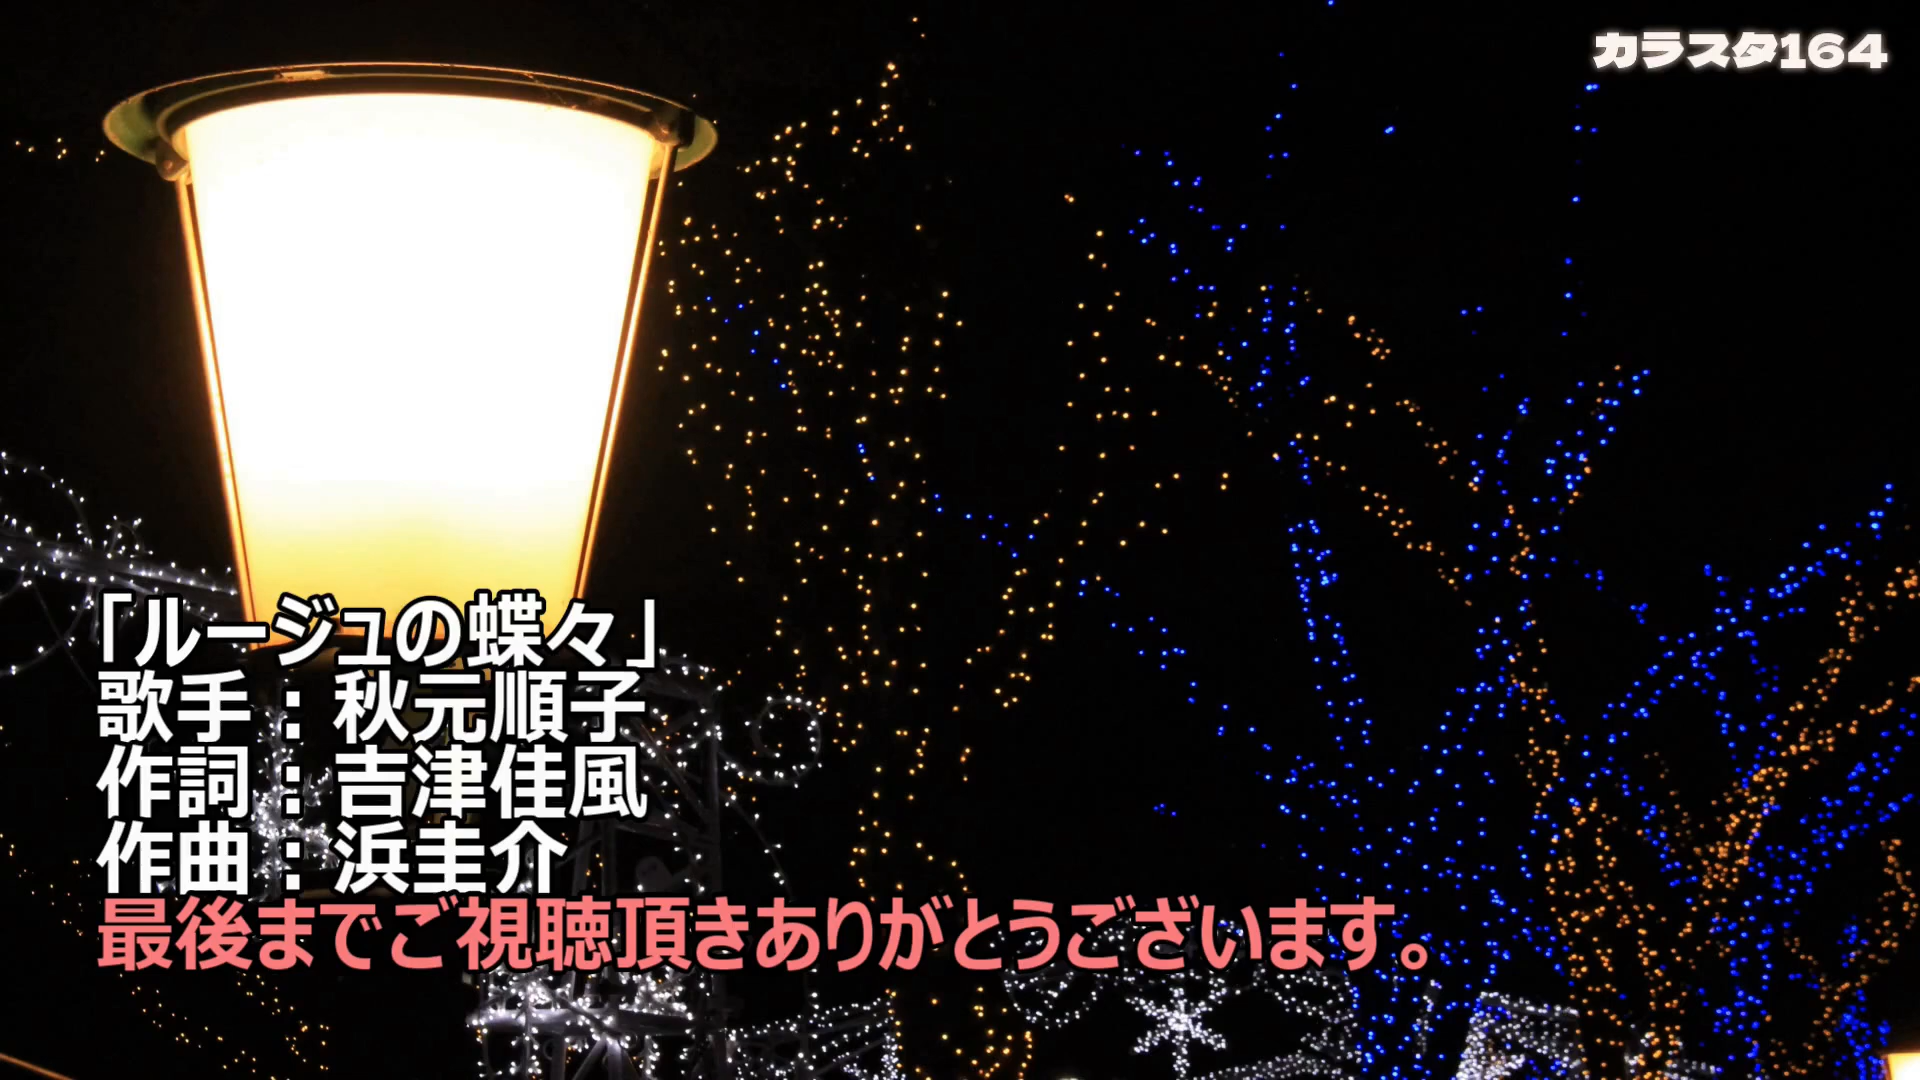 カラスタ164
「ルージュの蝶々」
歌手：秋元順子
作詞：吉津佳風
作曲：浜圭介
最後までご視聴頂きありがとうございます。